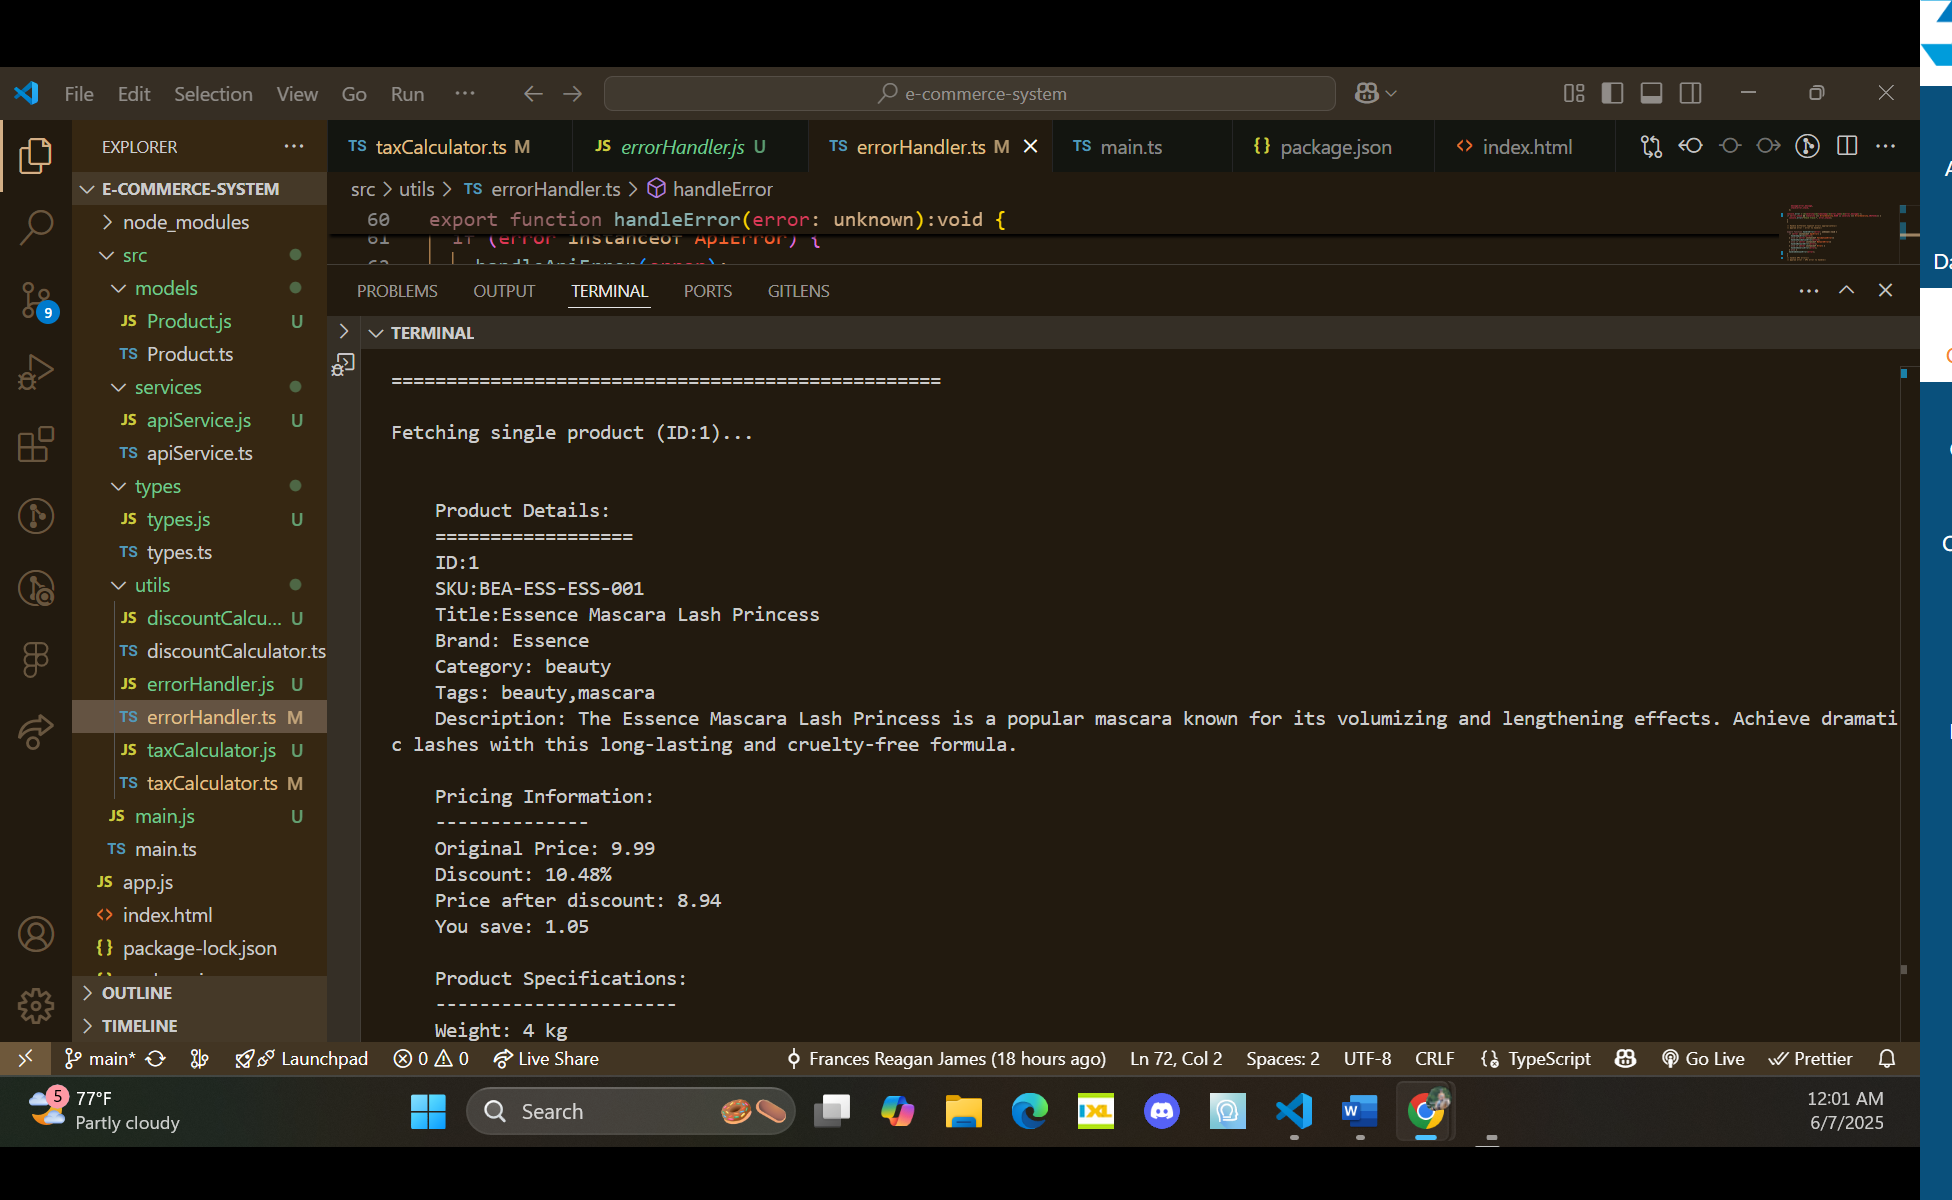 File Edit Selection View Go Run ...
e-commerce-system
EXPLORER
TS taxCalculator.ts M
JS errorHandler.js U
TS errorHandler.ts M
TS main.ts
{} package.json
<> index.html
E-COMMERCE-SYSTEM
src > utils > TS errorHandler.ts > handleError
node_modules
60 export function handleError(error: unknown):void {
src
61 if (error instanceof ApiError) {
62 handleApiError(error);
models
JS Product.js U
TS Product.ts
services
JS apiService.js U
TS apiService.ts
types
JS types.js U
TS types.ts
utils
JS discountCalcu... U
TS discountCalculator.ts
JS errorHandler.js U
TS errorHandler.ts M
JS taxCalculator.js U
TS taxCalculator.ts M
JS main.js U
TS main.ts
JS app.js
<> index.html
{} package-lock.json
OUTLINE
TIMELINE
9
PROBLEMS OUTPUT TERMINAL PORTS GITLENS
TERMINAL
==================================================
Fetching single product (ID:1)...
Product Details:
==================
ID:1
SKU:BEA-ESS-ESS-001
Title:Essence Mascara Lash Princess
Brand: Essence
Category: beauty
Tags: beauty,mascara
Description: The Essence Mascara Lash Princess is a popular mascara known for its volumizing and lengthening effects. Achieve dramati
c lashes with this long-lasting and cruelty-free formula.
Pricing Information:
--------------
Original Price: 9.99
Discount: 10.48%
Price after discount: 8.94
You save: 1.05
Product Specifications:
----------------------
Weight: 4 kg
main* Launchpad 0 0 Live Share Frances Reagan James (18 hours ago) Ln 72, Col 2 Spaces: 2 UTF-8 CRLF TypeScript Go Live Prettier
5
77°F
Partly cloudy
Search
IXL
W
12:01 AM
6/7/2025